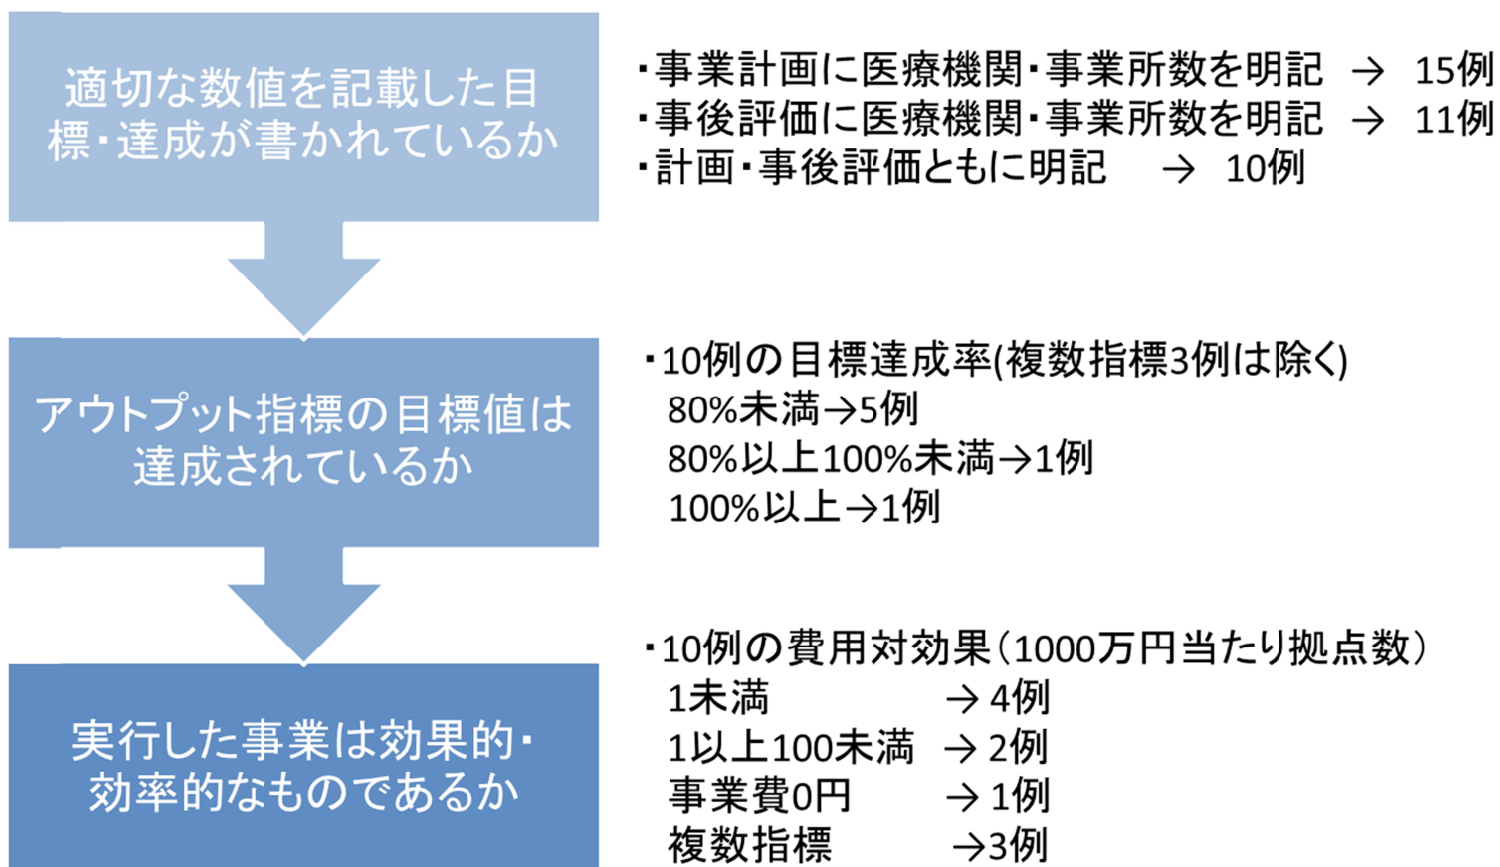 適切な数値を記載した目
標・達成が書かれているか
・事業計画に医療機関・事業所数を明記 → 15例
・事後評価に医療機関・事業所数を明記 → 11例
・計画・事後評価ともに明記 → 10例
アウトプット指標の目標値は
達成されているか
・10例の目標達成率(複数指標3例は除く)
80%未満→5例
80%以上100%未満→1例
100%以上→1例
実行した事業は効果的・
効率的なものであるか
・10例の費用対効果（1000万円当たり拠点数）
1未満 → 4例
1以上100未満 → 2例
事業費0円 → 1例
複数指標 →3例